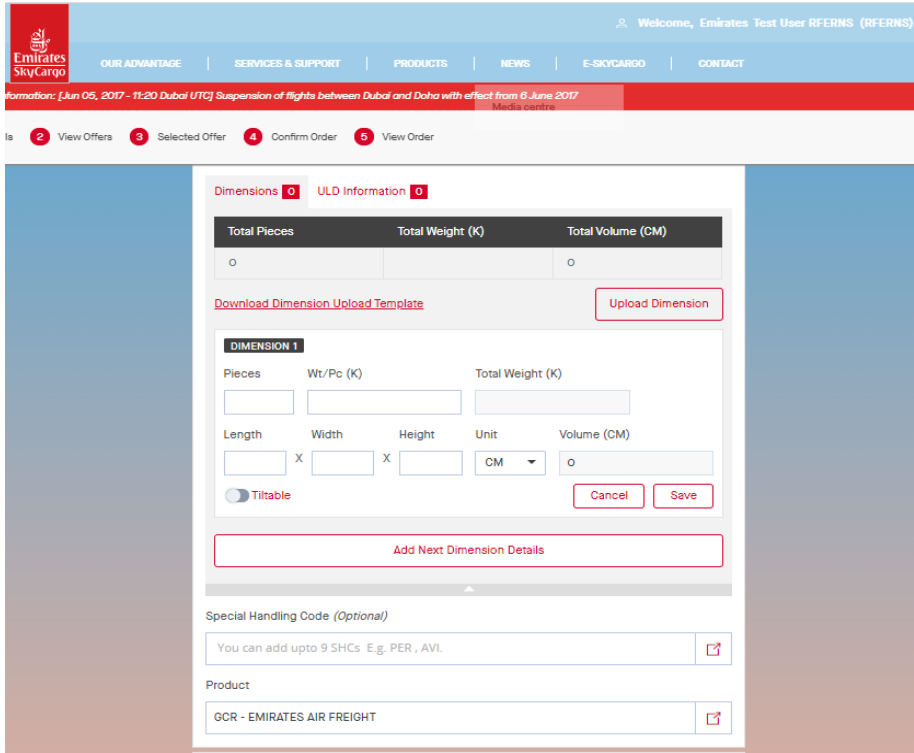 Welcome, Emirates Test User RFERNS (RFERNS)
Emirates
SkyCargo
OUR ADVANTAGE | SERVICES & SUPPORT | PRODUCTS | NEWS | E-SKYCARGO | CONTACT
formation: [Jun 05, 2017 - 11:20 Dubai UTC] Suspension of flights between Dubai and Doha with effect from 6 June 2017
Media centre
ls 2 View Offers 3 Selected Offer 4 Confirm Order 5 View Order
Dimensions 0 ULD Information 0
Total Pieces Total Weight (K) Total Volume (CM)
0 0
Download Dimension Upload Template Upload Dimension
DIMENSION 1
Pieces Wt/Pc (K) Total Weight (K)
Length Width Height Unit Volume (CM)
X X CM 0
Tiltable Cancel Save
Add Next Dimension Details
Special Handling Code (Optional)
You can add upto 9 SHCs E.g. PER , AVI.
Product
GCR - EMIRATES AIR FREIGHT